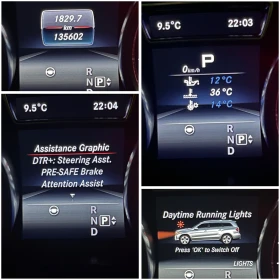 1829.7
km
135602
R
N
D
P
9.5°C 22:03
P
0km/h
12°C
36°C
14°C
R
N
D
P
9.5°C 22:04
Assistance Graphic
DTR+: Steering Asst.
PRE-SAFE Brake
Attention Assist
R
N
D
P
Daytime Running Lights
Press 'OK' to Switch Off
LIGHTS
R
N
D
P